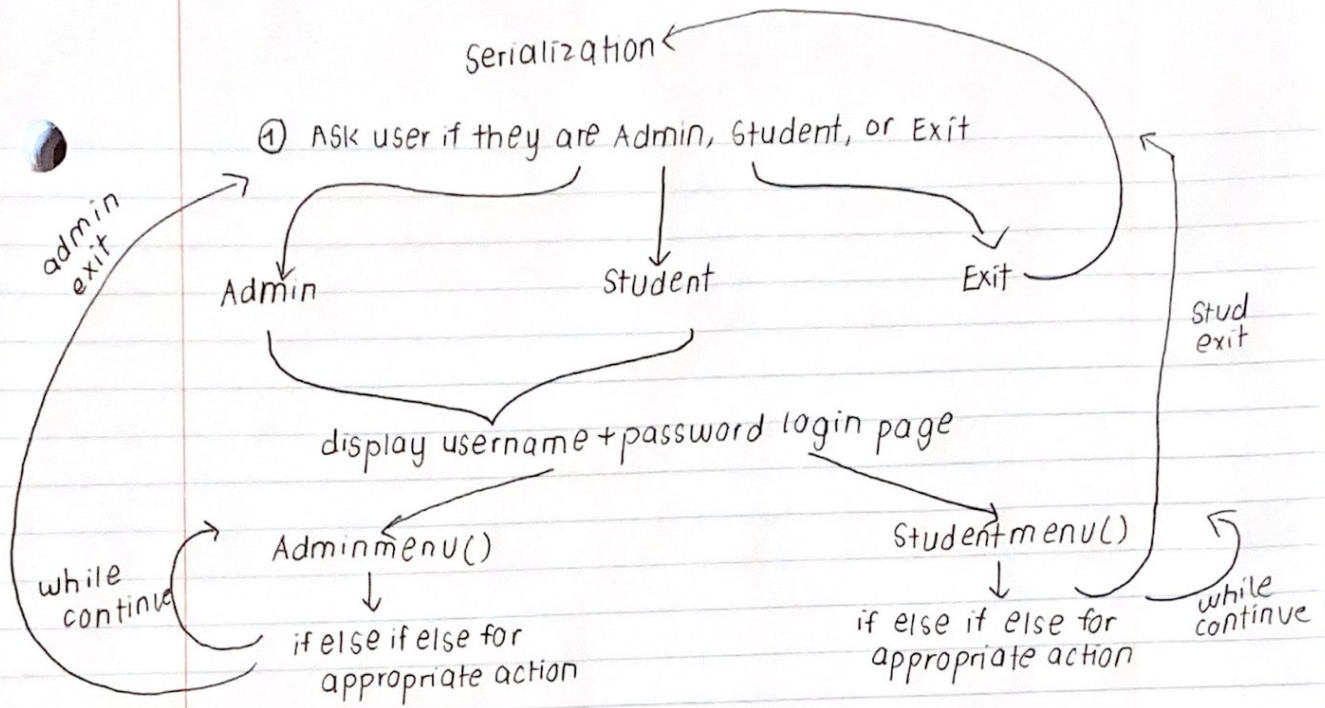 Serialization
① Ask user if they are Admin, Student, or Exit
admin
exit
Admin
Student
Exit
Stud
exit
display username + password login page
Adminmenu()
Studentmenu()
while
continue
if else if else for
appropriate action
if else if else for
appropriate action
while
continue